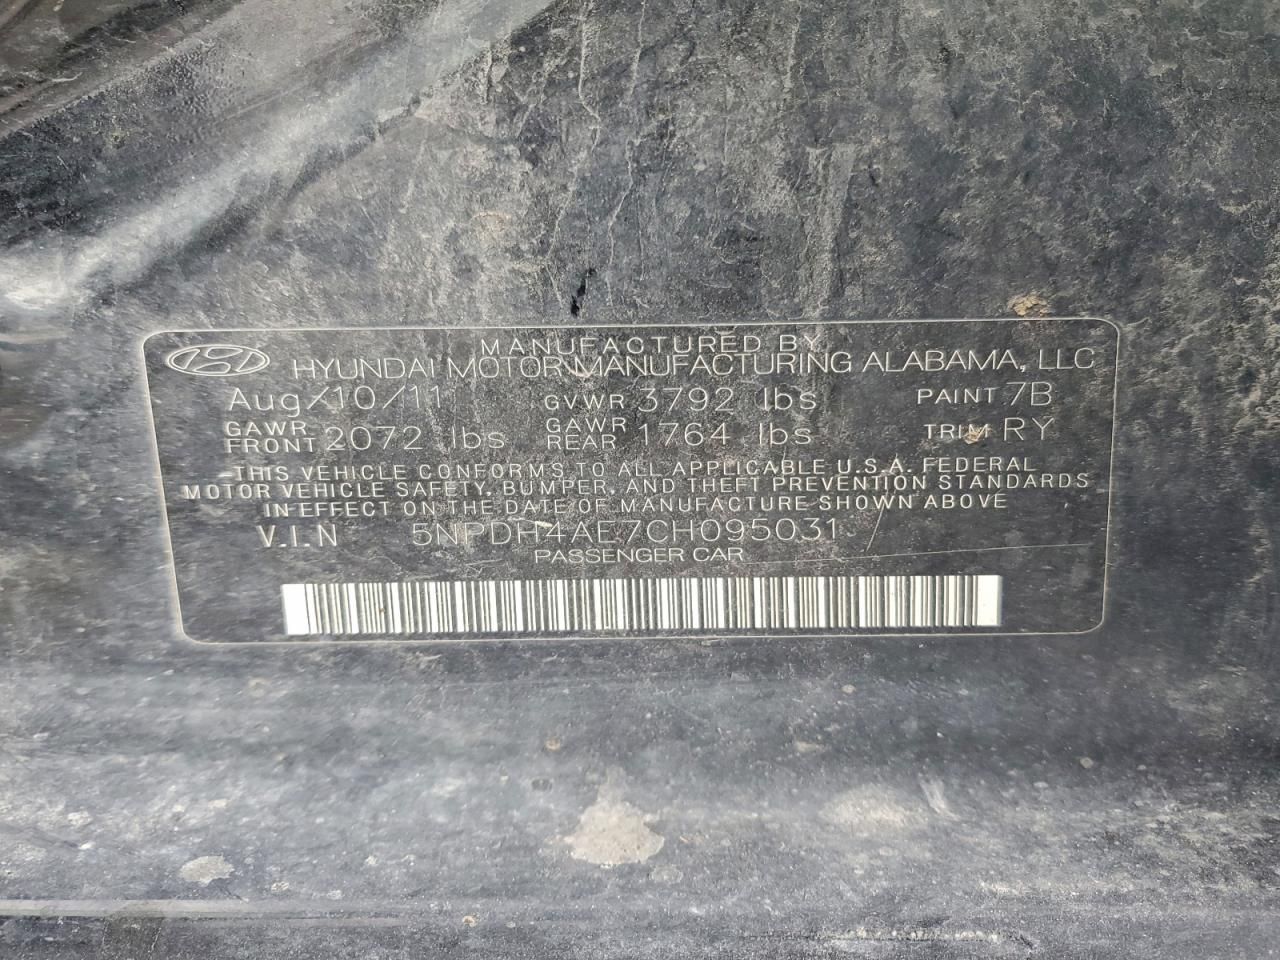 MANUFACTURED BY
HYUNDAI MOTOR MANUFACTURING ALABAMA, LLC
Aug/10/11 GVWR 3792 lbs PAINT 7B
GAWR FRONT 2072 lbs GAWR REAR 1764 lbs TRIM RY
THIS VEHICLE CONFORMS TO ALL APPLICABLE U.S.A. FEDERAL
MOTOR VEHICLE SAFETY, BUMPER, AND THEFT PREVENTION STANDARDS
IN EFFECT ON THE DATE OF MANUFACTURE SHOWN ABOVE
V.I.N 5NPDH4AE7CH095031
PASSENGER CAR